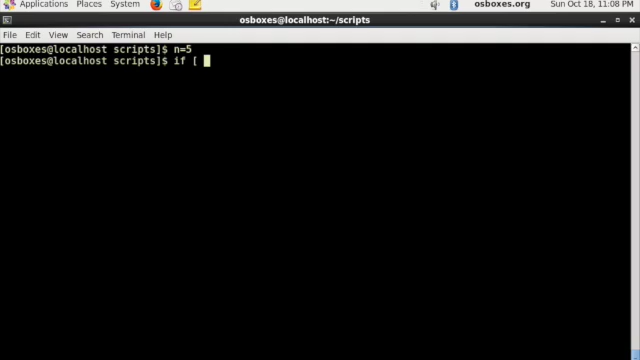 Applications Places System osboxes.org Sun Oct 18, 11:08 PM
osboxes@localhost:~/scripts
File Edit View Search Terminal Help
[osboxes@localhost scripts]$ n=5
[osboxes@localhost scripts]$ if [